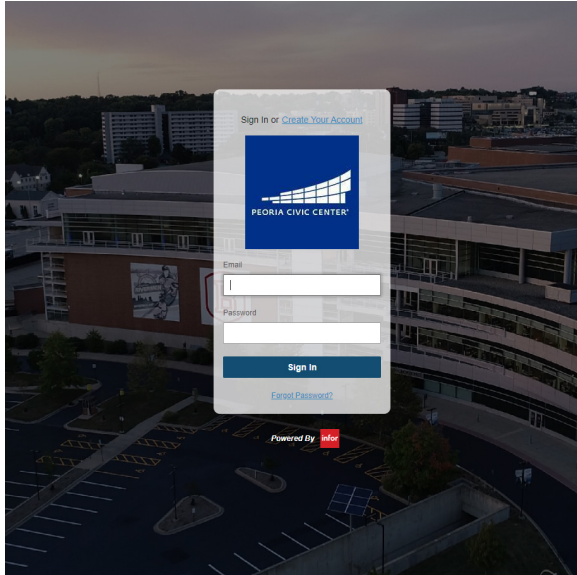 Sign In or Create Your Account
PEORIA CIVIC CENTER
Email
Password
Sign In
Forgot Password?
Powered By infor